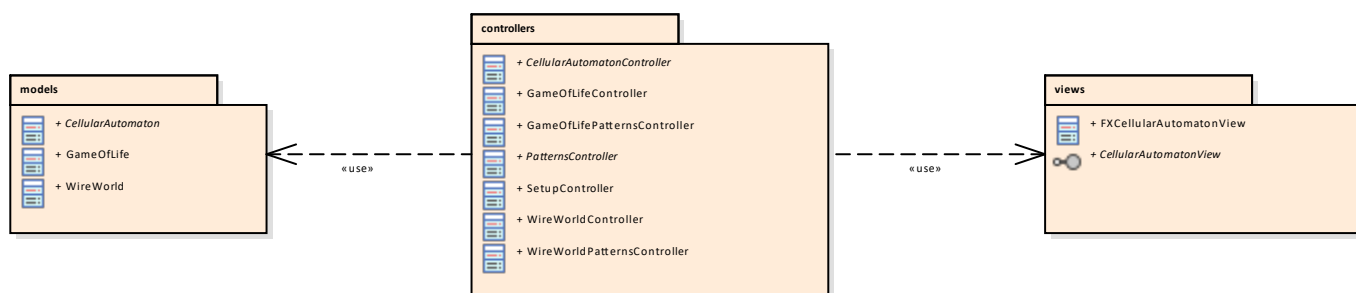 models
+ CellularAutomaton
+ GameOfLife
+ WireWorld
«use»
controllers
+ CellularAutomatonController
+ GameOfLifeController
+ GameOfLifePatternsController
+ PatternsController
+ SetupController
+ WireWorldController
+ WireWorldPatternsController
«use»
views
+ FXCellularAutomatonView
+ CellularAutomatonView